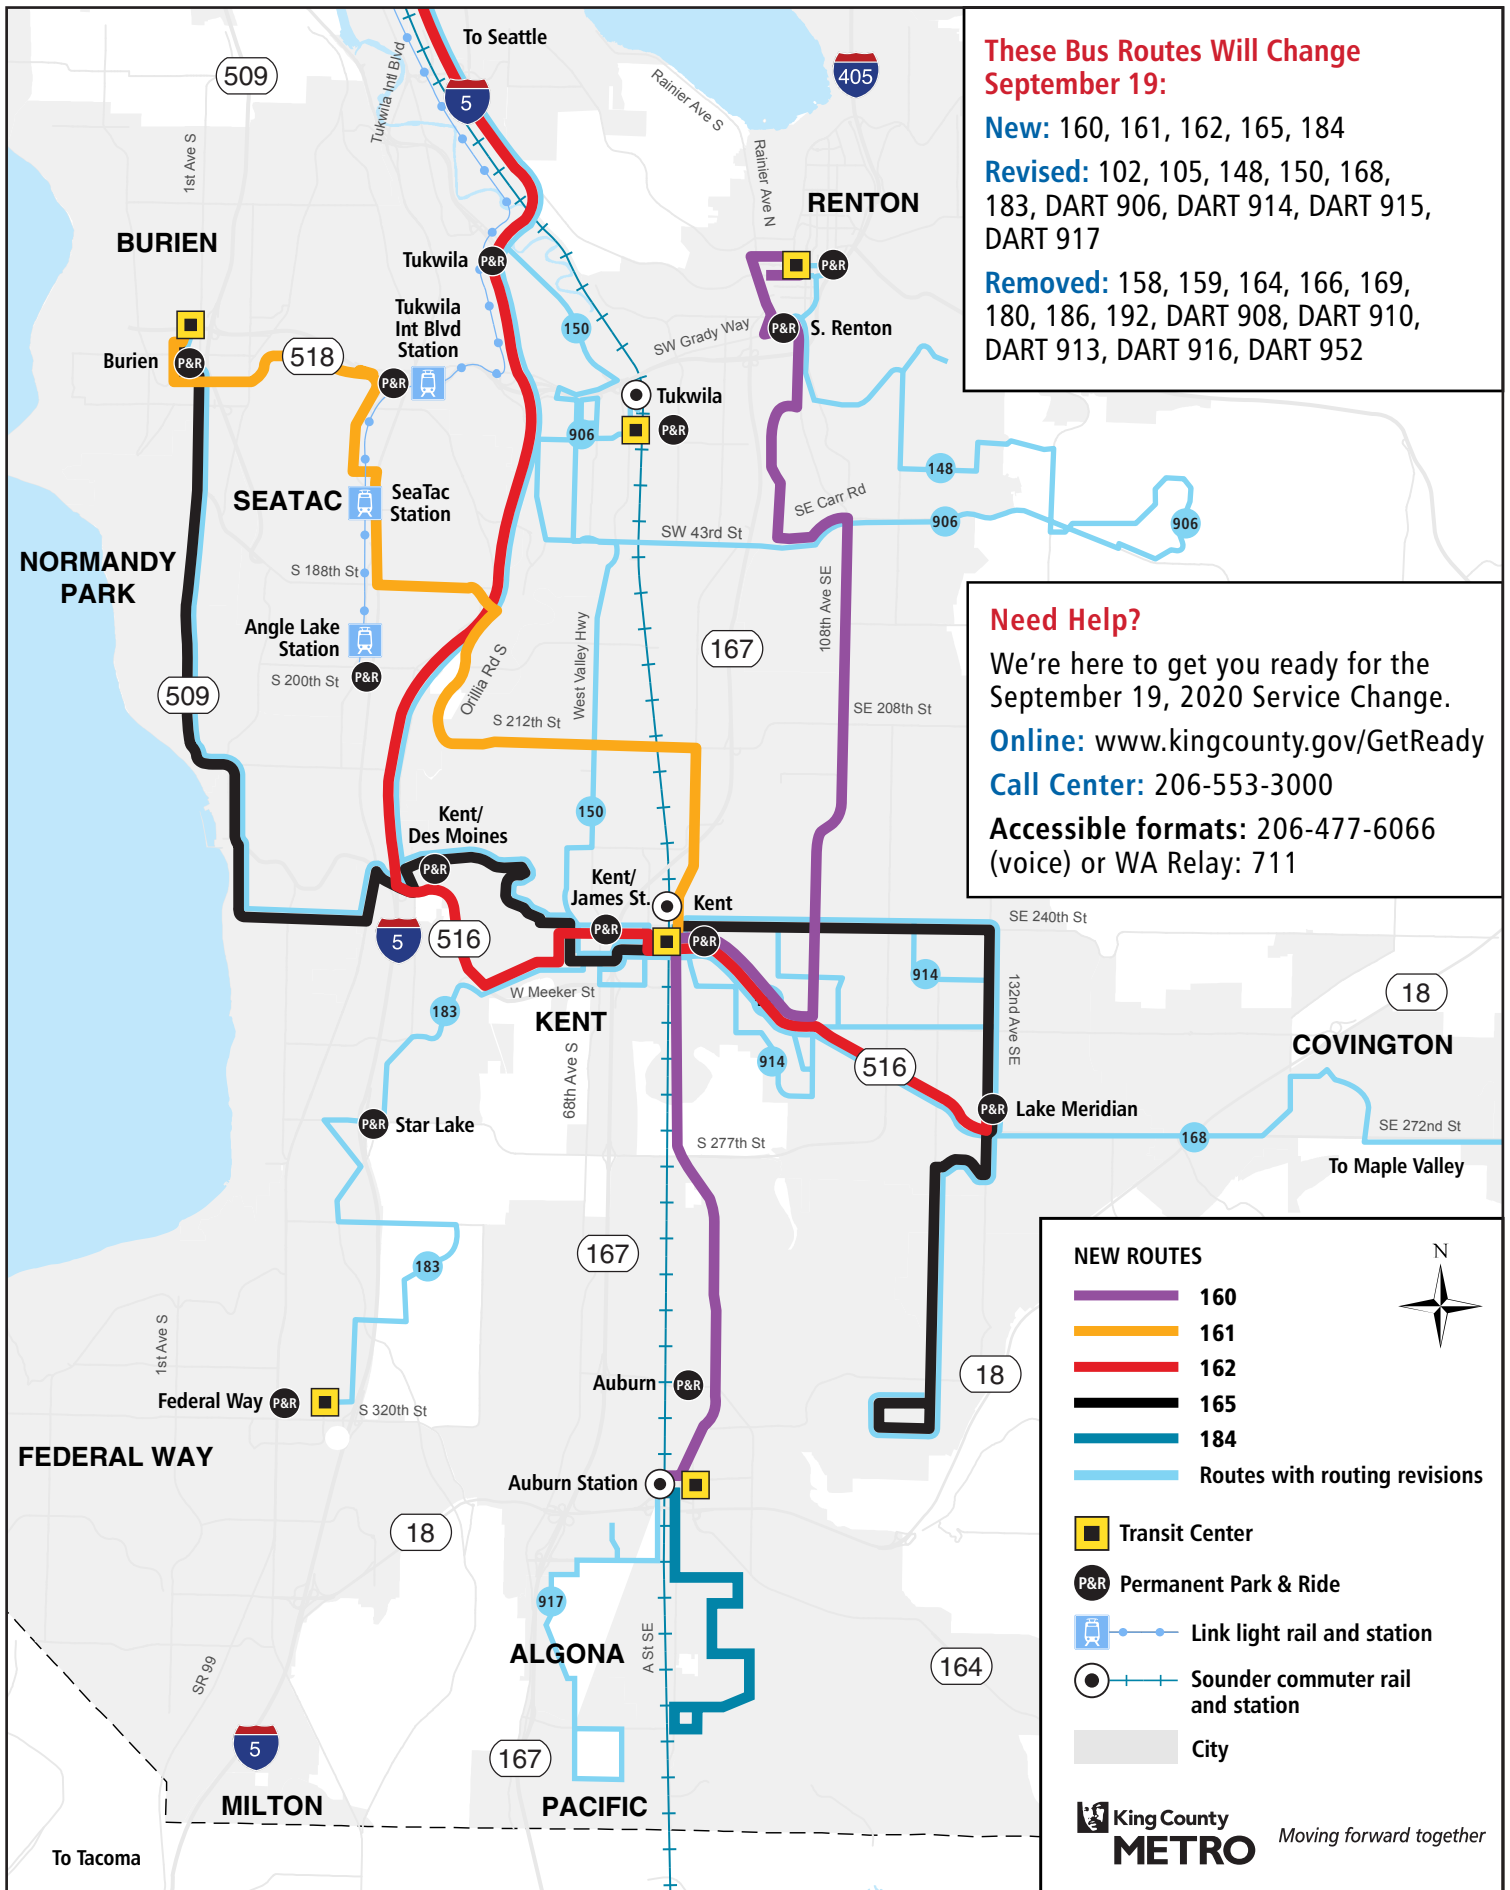 To Seattle
509
5
405
Tukwila Intl Blvd
1st Ave S
Rainier Ave S
Rainier Ave N
These Bus Routes Will Change
September 19:
New: 160, 161, 162, 165, 184
Revised: 102, 105, 148, 150, 168,
183, DART 906, DART 914, DART 915,
DART 917
Removed: 158, 159, 164, 166, 169,
180, 186, 192, DART 908, DART 910,
DART 913, DART 916, DART 952
RENTON
BURIEN
Tukwila P&R
P&R
Tukwila
Int Blvd
Station
150
SW Grady Way
P&R S. Renton
Burien P&R
518
P&R
Tukwila
P&R
906
148
SEATAC
SeaTac
Station
SE Carr Rd
906
906
SW 43rd St
NORMANDY
PARK
S 188th St
108th Ave SE
Need Help?
We're here to get you ready for the
September 19, 2020 Service Change.
Online: www.kingcounty.gov/GetReady
Call Center: 206-553-3000
Accessible formats: 206-477-6066
(voice) or WA Relay: 711
Angle Lake
Station
S 200th St
P&R
509
Orillia Rd S
West Valley Hwy
167
S 212th St
SE 208th St
150
Kent/
Des Moines
P&R
Kent/
James St.
P&R
Kent
P&R
SE 240th St
5
516
914
132nd Ave SE
18
W Meeker St
183
KENT
COVINGTON
68th Ave S
914
516
P&R Lake Meridian
P&R Star Lake
S 277th St
168
SE 272nd St
To Maple Valley
167
183
1st Ave S
Auburn P&R
18
Federal Way P&R
S 320th St
FEDERAL WAY
Auburn Station
18
917
ALGONA
A St SE
164
SR 99
5
167
MILTON
PACIFIC
To Tacoma
NEW ROUTES
N
160
161
162
165
184
Routes with routing revisions
Transit Center
P&R Permanent Park & Ride
Link light rail and station
Sounder commuter rail
and station
City
King County
METRO
Moving forward together